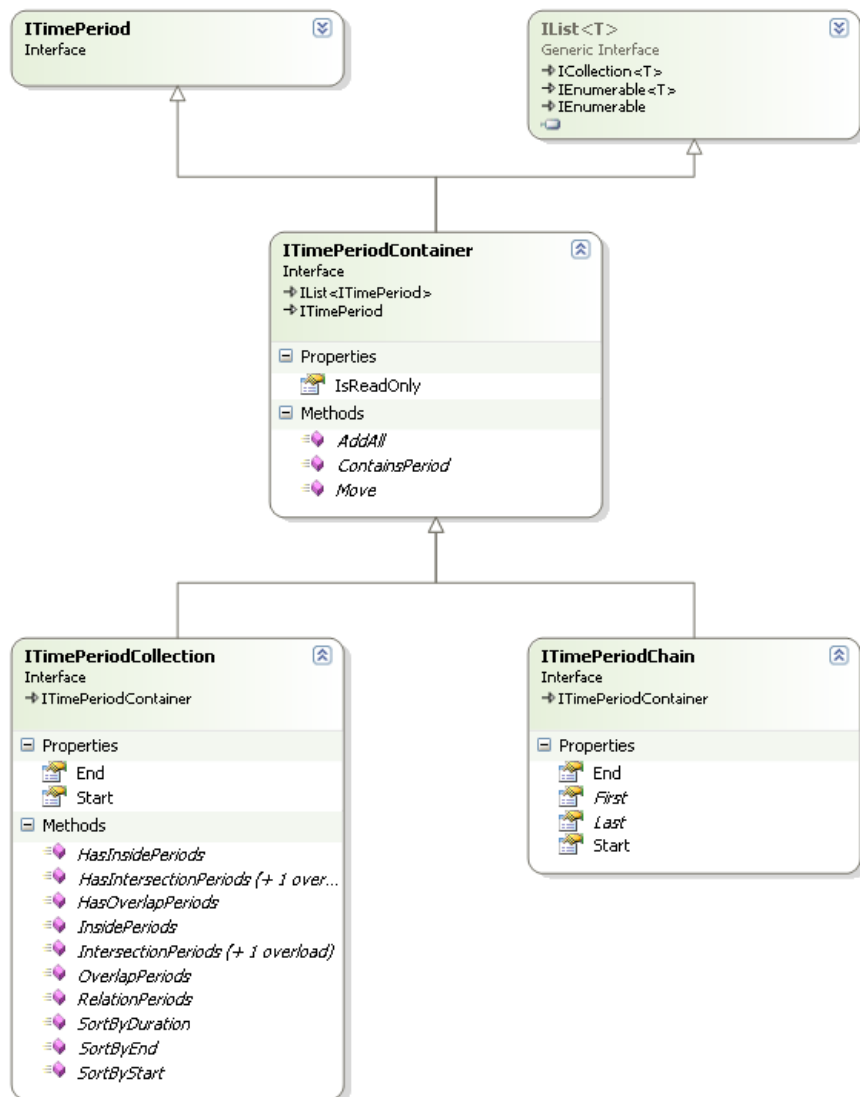 ITimePeriod
Interface
IList<T>
Generic Interface
ICollection<T>
IEnumerable<T>
IEnumerable
ITimePeriodContainer
Interface
IList<ITimePeriod>
ITimePeriod
Properties
IsReadOnly
Methods
AddAll
ContainsPeriod
Move
ITimePeriodCollection
Interface
ITimePeriodContainer
Properties
End
Start
Methods
HasInsidePeriods
HasIntersectionPeriods (+ 1 over...
HasOverlapPeriods
InsidePeriods
IntersectionPeriods (+ 1 overload)
OverlapPeriods
RelationPeriods
SortByDuration
SortByEnd
SortByStart
ITimePeriodChain
Interface
ITimePeriodContainer
Properties
End
First
Last
Start